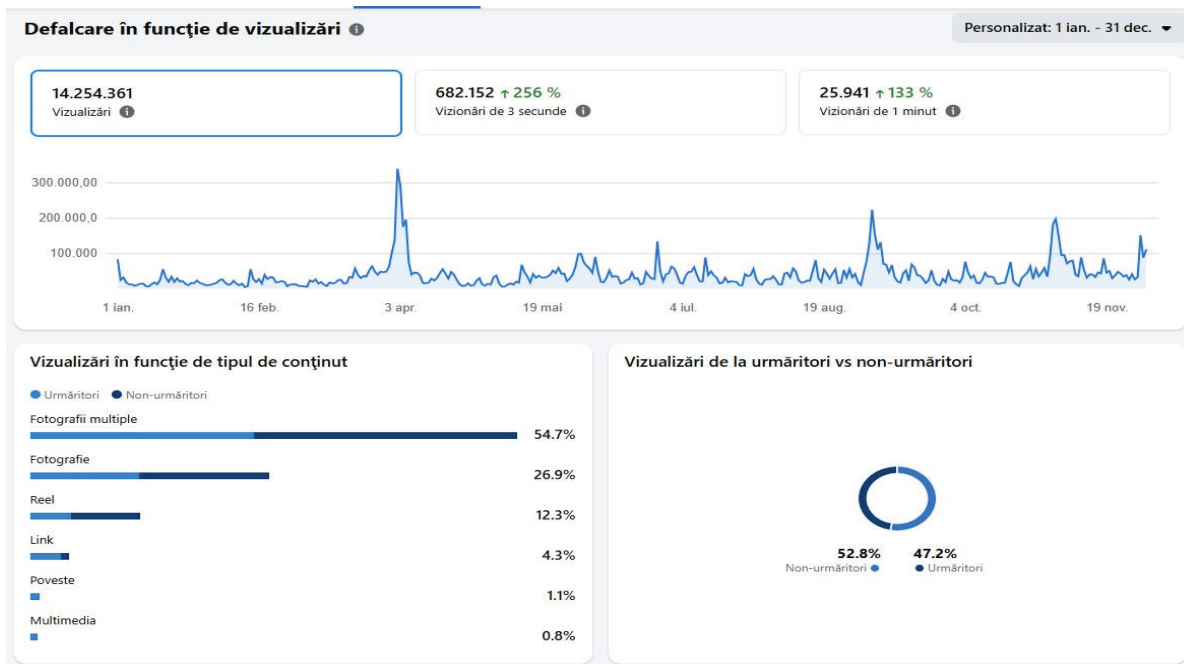 Defalcare în funcţie de vizualizări
Personalizat: 1 ian. - 31 dec.
14.254.361
Vizualizări
682.152 ↑ 256 %
Vizionări de 3 secunde
25.941 ↑ 133 %
Vizionări de 1 minut
300.000,00
200.000,0
100.000
1 ian.
16 feb.
3 apr.
19 mai
4 iul.
19 aug.
4 oct.
19 nov.
Vizualizări în funcţie de tipul de conţinut
Urmăritori Non-urmăritori
Fotografii multiple
54.7%
Fotografie
26.9%
Reel
12.3%
Link
4.3%
Poveste
1.1%
Multimedia
0.8%
Vizualizări de la urmăritori vs non-urmăritori
52.8%
Non-urmăritori
47.2%
Urmăritori